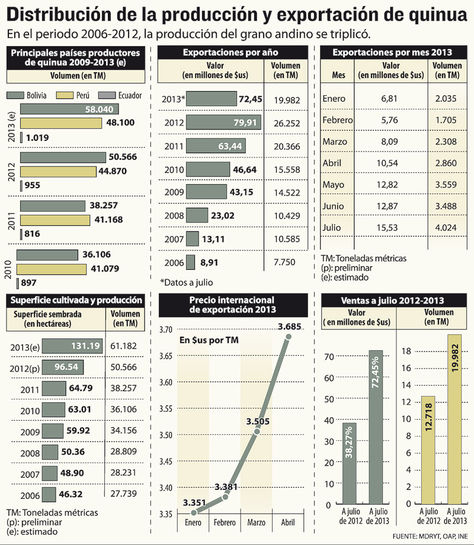 Distribución de la producción y exportación de quinua
En el periodo 2006-2012, la producción del grano andino se triplicó.
Principales países productores
de quinua 2009-2013 (e)
Volumen (en TM)
Bolivia Perú Ecuador
2013 (e)
58.040
48.100
1.019
2012
50.566
44.870
955
2011
38.257
41.168
816
2010
36.106
41.079
897
Exportaciones por año
Valor Volumen
(en millones de $us) (en TM)
2013* 72,45 19.982
2012 79,91 26.252
2011 63,44 20.366
2010 46,64 15.558
2009 43,15 14.522
2008 23,02 10.429
2007 13,11 10.585
2006 8,91 7.750
*Datos a julio
Exportaciones por mes 2013
Mes Valor Volumen
(en millones de $us) (en TM)
Enero 6,81 2.035
Febrero 5,76 1.705
Marzo 8,09 2.308
Abril 10,54 2.860
Mayo 12,82 3.559
Junio 12,87 3.488
Julio 15,53 4.024
TM: Toneladas métricas
(p): preliminar
(e): estimado
Superficie cultivada y producción
Superficie sembrada Volumen
(en hectáreas) (en TM)
2013(e) 131.19 61.182
2012(p) 96.54 50.566
2011 64.79 38.257
2010 63.01 36.106
2009 59.92 34.156
2008 50.36 28.809
2007 48.90 28.231
2006 46.32 27.739
TM: Toneladas métricas
(p): preliminar
(e): estimado
Precio internacional
de exportación 2013
En $us por TM
3.70
3.65
3.60
3.55
3.50
3.45
3.40
3.35
3.351
3.381
3.505
3.685
Enero Febrero Marzo Abril
Ventas a julio 2012-2013
Valor Volumen
(en millones de $us) (en TM)
70
60
50
40
30
20
10
0
38,27%
72,45%
A julio de 2012
A julio de 2013
18
16
14
12
10
8
6
4
2
0
12.718
19.982
A julio de 2012
A julio de 2013
FUENTE: MDRYT, OAP, INE